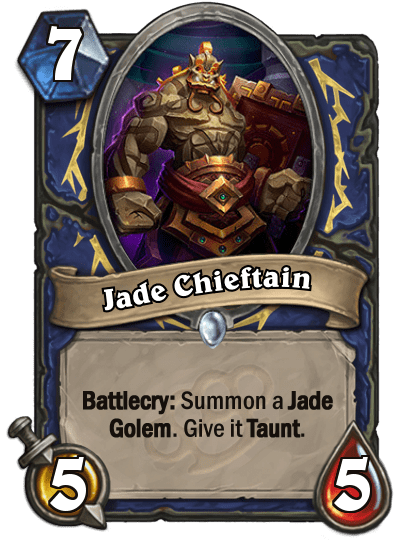 7
Jade Chieftain
Battlecry: Summon a Jade
Golem. Give it Taunt.
5
5